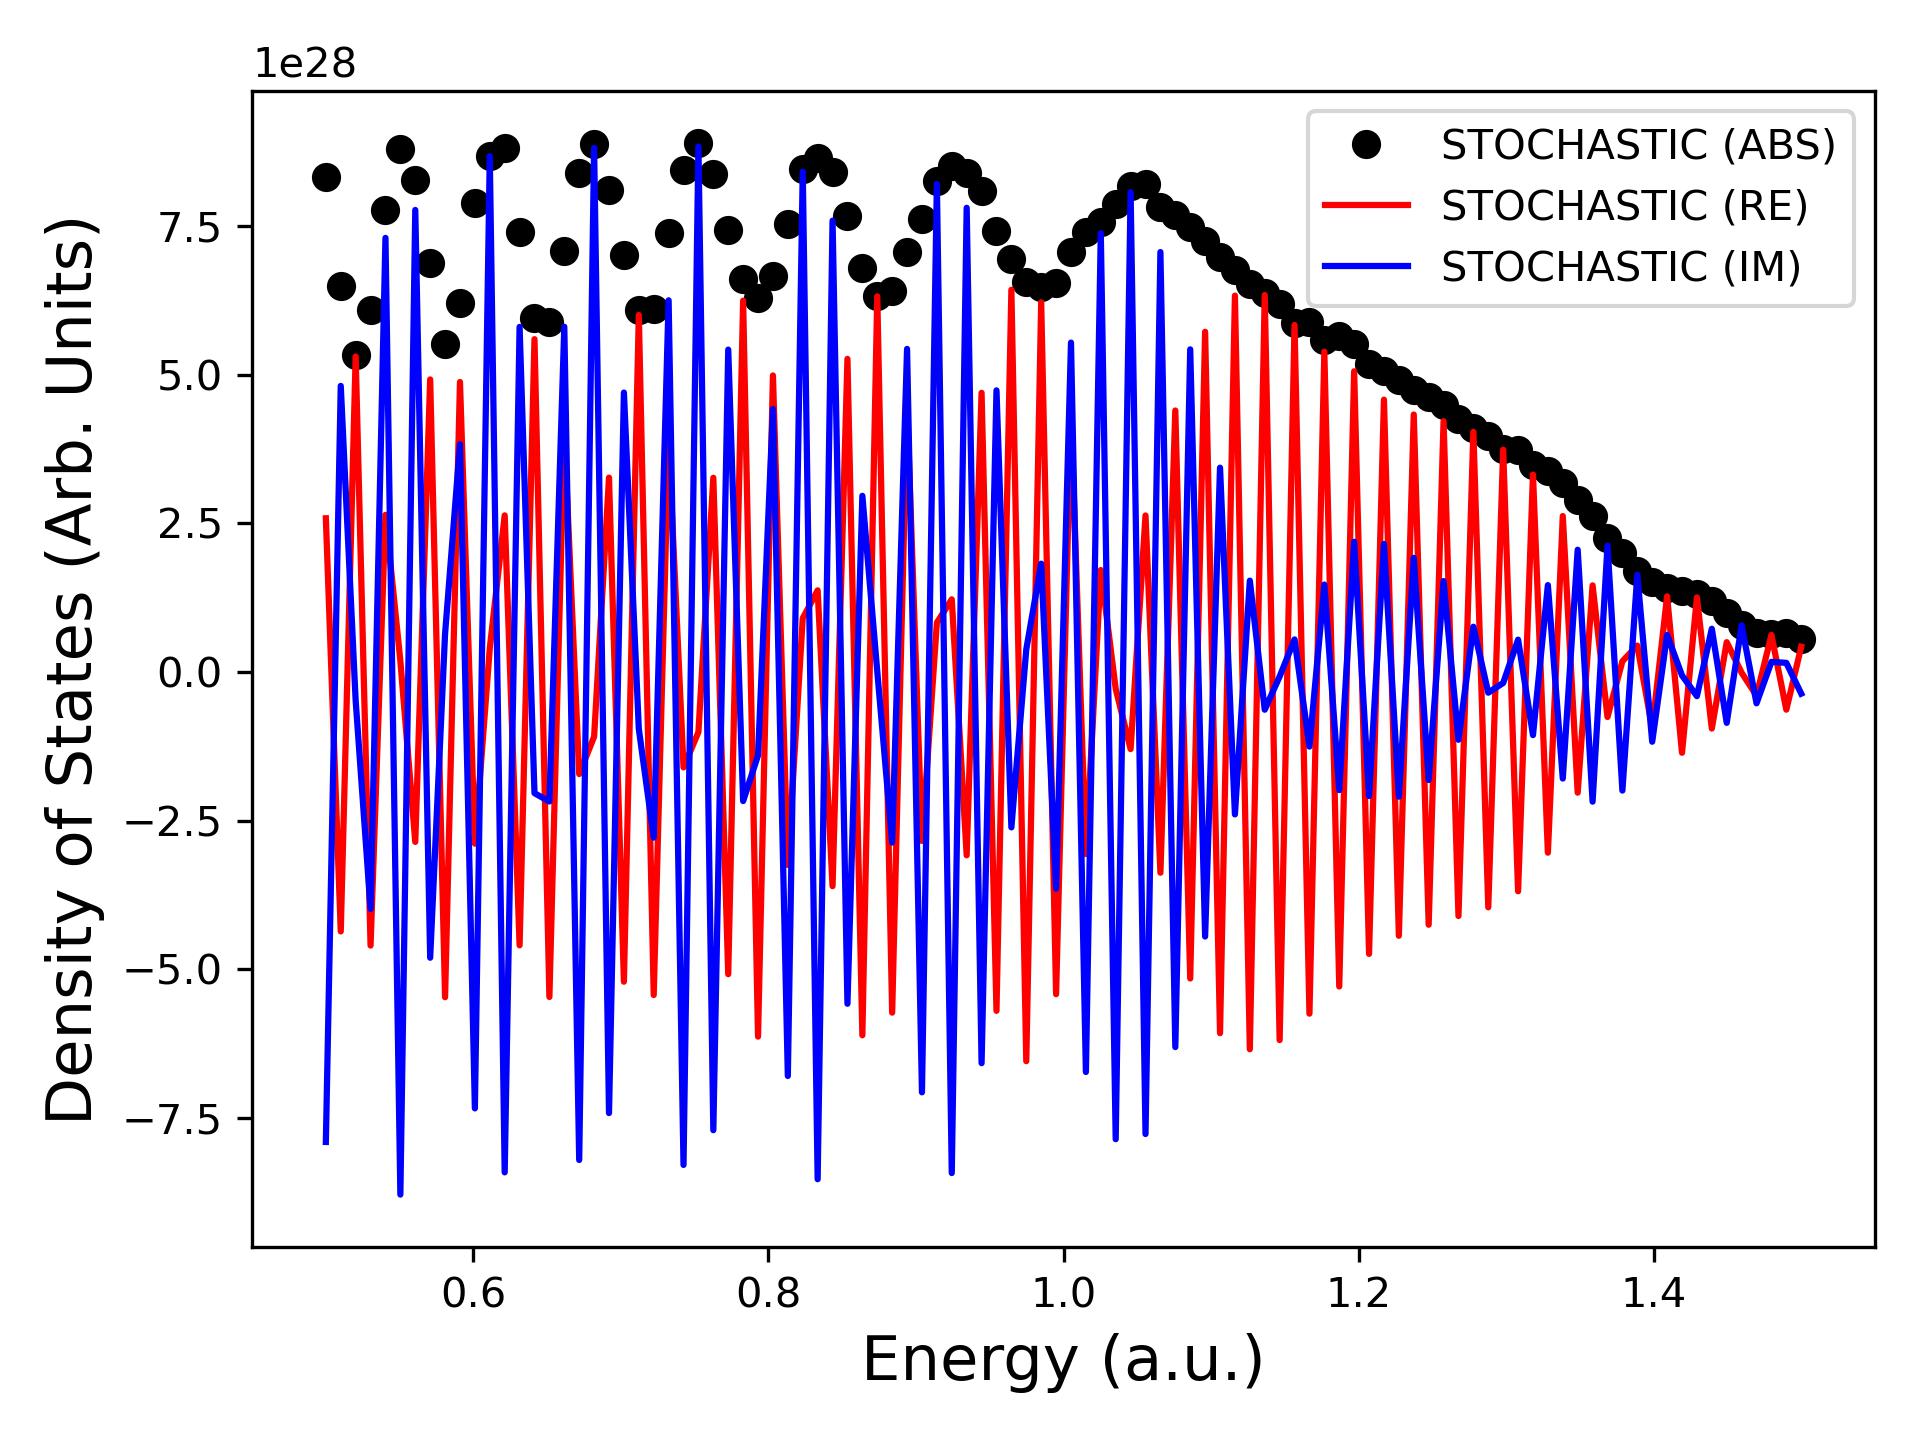 1e28
STOCHASTIC (ABS)
STOCHASTIC (RE)
STOCHASTIC (IM)
7.5
5.0
2.5
0.0
−2.5
−5.0
−7.5
Density of States (Arb. Units)
0.6 0.8 1.0 1.2 1.4
Energy (a.u.)